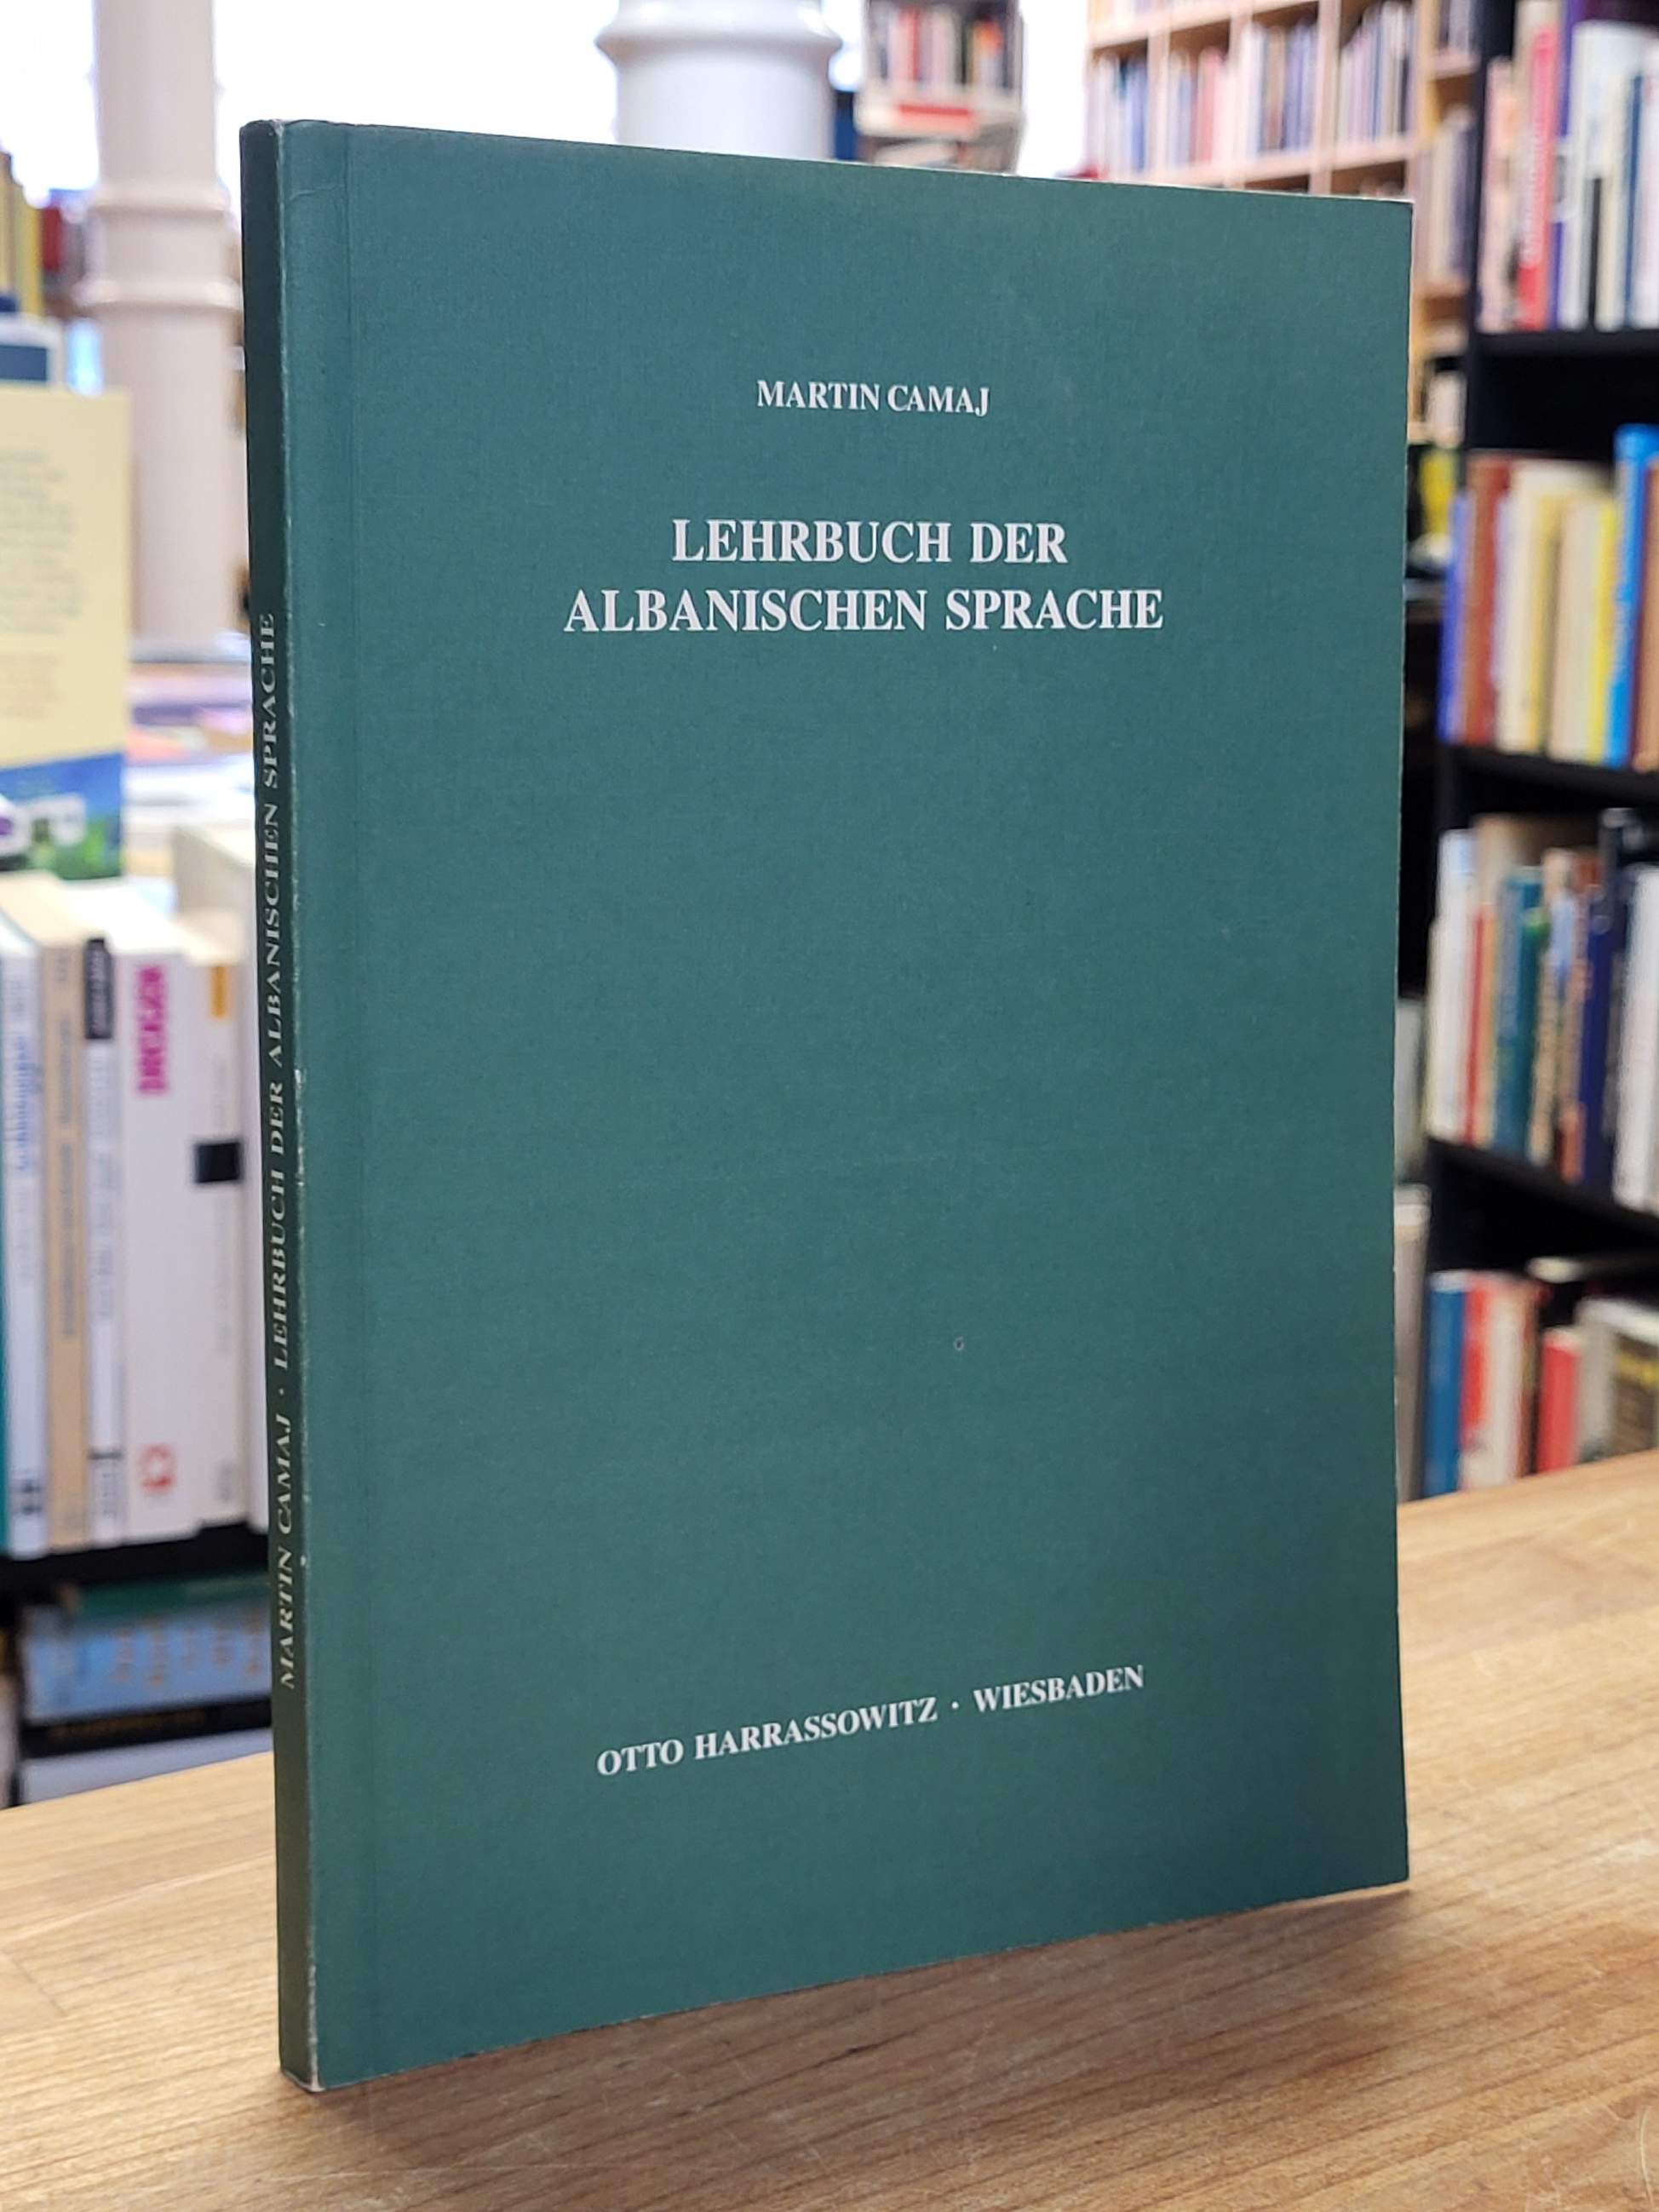 MARTIN CAMAJ
LEHRBUCH DER
ALBANISCHEN SPRACHE
OTTO HARRASSOWITZ · WIESBADEN
MARTIN CAMAJ · LEHRBUCH DER ALBANISCHEN SPRACHE